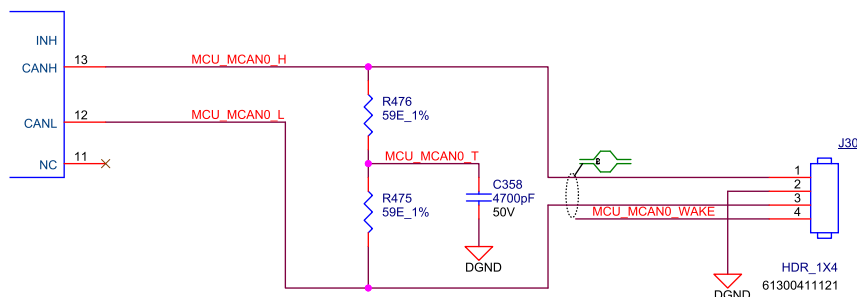 INH
CANH
13
MCU_MCAN0_H
R476
59E_1%
CANL
12
MCU_MCAN0_L
NC
11
MCU_MCAN0_T
R475
59E_1%
C358
4700pF
50V
DGND
J30
1
2
3
4
MCU_MCAN0_WAKE
HDR_1X4
61300411121
DGND